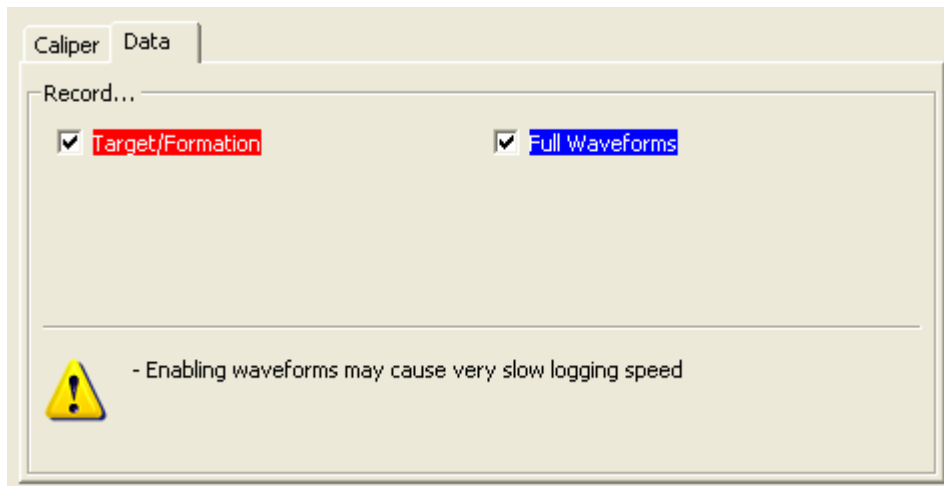 Caliper Data
Record...
Target/Formation Full Waveforms
- Enabling waveforms may cause very slow logging speed